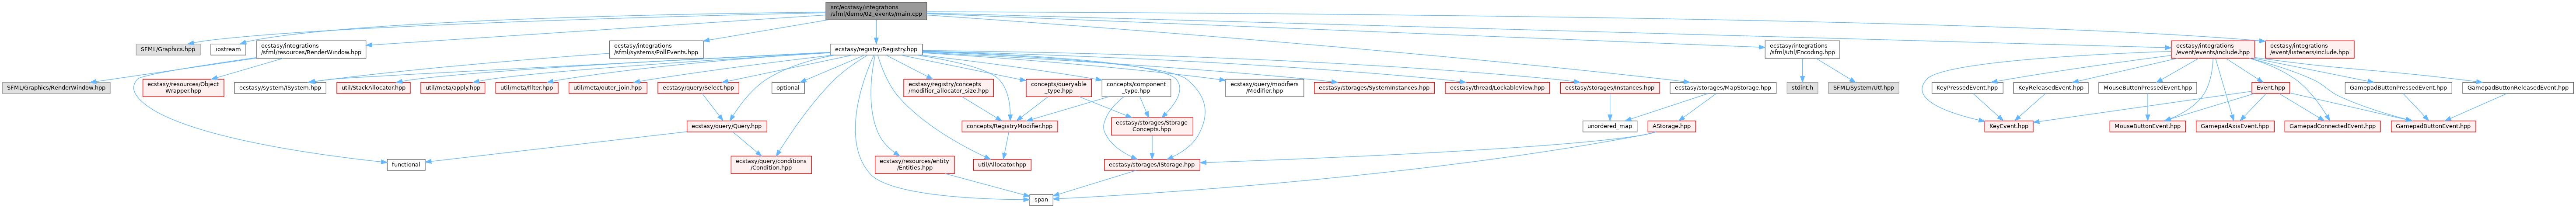 src/ecstasy/integrations
/sfml/demo/02_events/main.cpp
SFML/Graphics.hpp
iostream
ecstasy/integrations
/sfml/resources/RenderWindow.hpp
ecstasy/integrations
/sfml/systems/PollEvents.hpp
ecstasy/registry/Registry.hpp
ecstasy/integrations
/sfml/util/Encoding.hpp
ecstasy/integrations
/event/events/include.hpp
ecstasy/integrations
/event/listeners/include.hpp
SFML/Graphics/RenderWindow.hpp
ecstasy/resources/Object
Wrapper.hpp
ecstasy/system/ISystem.hpp
util/StackAllocator.hpp
util/meta/apply.hpp
util/meta/filter.hpp
util/meta/outer_join.hpp
ecstasy/query/Select.hpp
optional
ecstasy/registry/concepts
/modifier_allocator_size.hpp
concepts/queryable
_type.hpp
concepts/component
_type.hpp
ecstasy/query/modifiers
/Modifier.hpp
ecstasy/storages/SystemInstances.hpp
ecstasy/thread/LockableView.hpp
ecstasy/storages/Instances.hpp
ecstasy/storages/MapStorage.hpp
stdint.h
SFML/System/Utf.hpp
KeyPressedEvent.hpp
KeyReleasedEvent.hpp
MouseButtonPressedEvent.hpp
Event.hpp
GamepadButtonPressedEvent.hpp
GamepadButtonReleasedEvent.hpp
ecstasy/query/Query.hpp
concepts/RegistryModifier.hpp
ecstasy/storages/Storage
Concepts.hpp
unordered_map
AStorage.hpp
KeyEvent.hpp
MouseButtonEvent.hpp
GamepadAxisEvent.hpp
GamepadConnectedEvent.hpp
GamepadButtonEvent.hpp
functional
ecstasy/query/conditions
/Condition.hpp
ecstasy/resources/entity
/Entities.hpp
util/Allocator.hpp
ecstasy/storages/IStorage.hpp
span